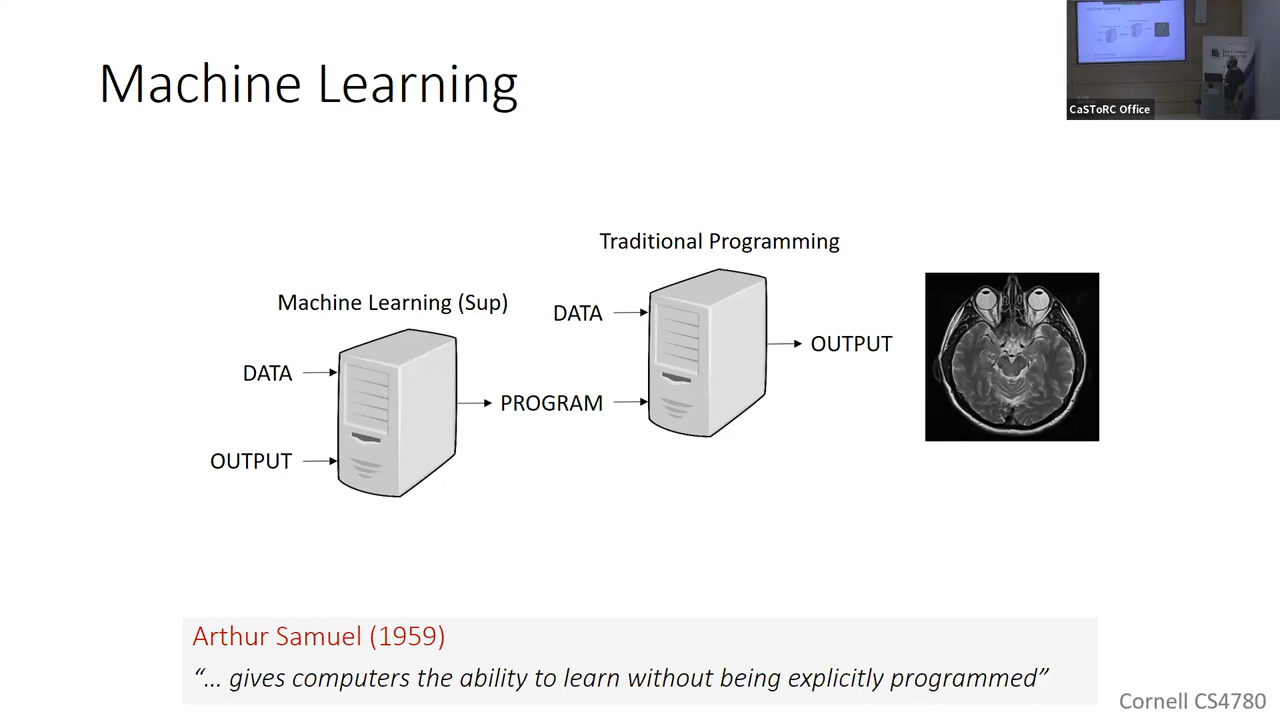 Machine Learning
CaSToRC Office
Traditional Programming
Machine Learning (Sup)
DATA
OUTPUT
DATA
PROGRAM
OUTPUT
Arthur Samuel (1959)
“… gives computers the ability to learn without being explicitly programmed”
Cornell CS4780